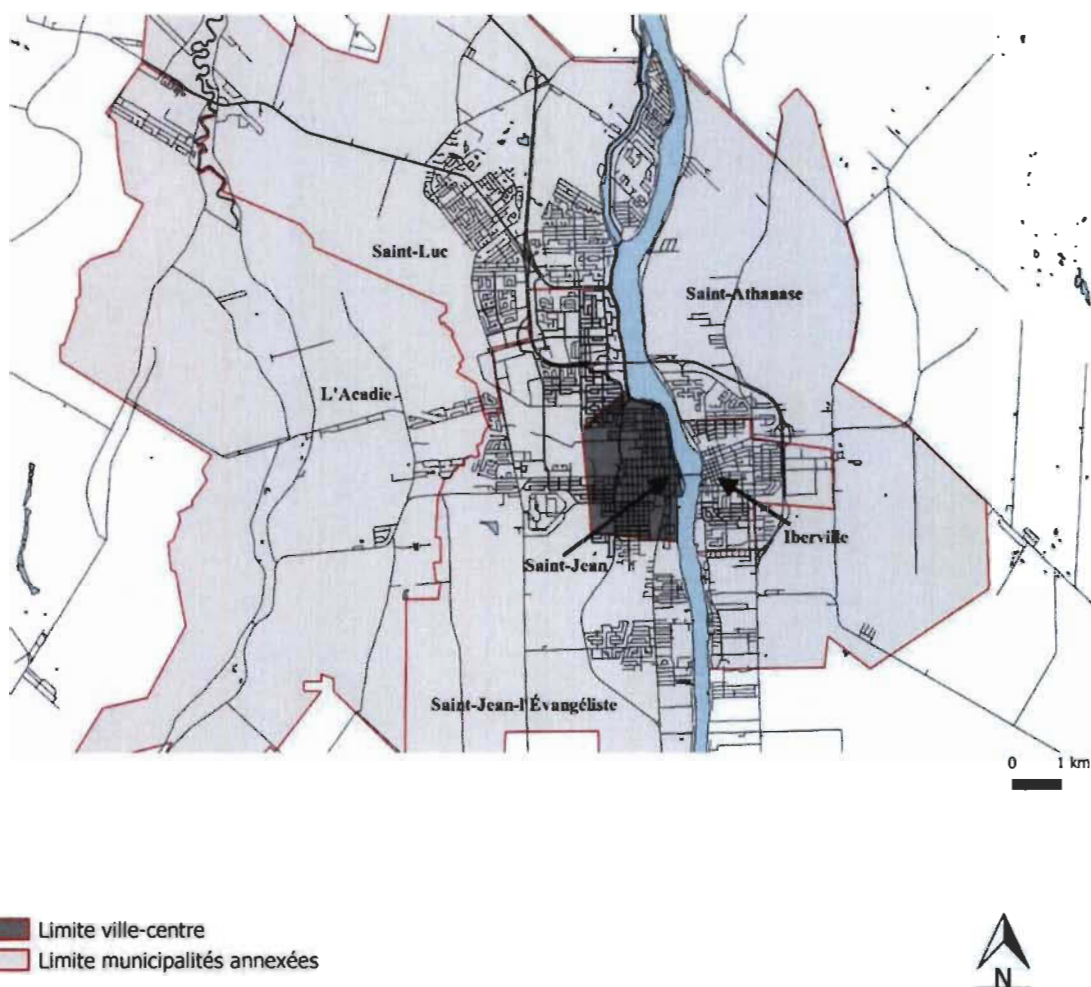 Saint-Luc
Saint-Athanase
L'Acadie
Iberville
Saint-Jean
Saint-Jean-l'Évangéliste
0 1 km
Limite ville-centre
Limite municipalités annexées
N